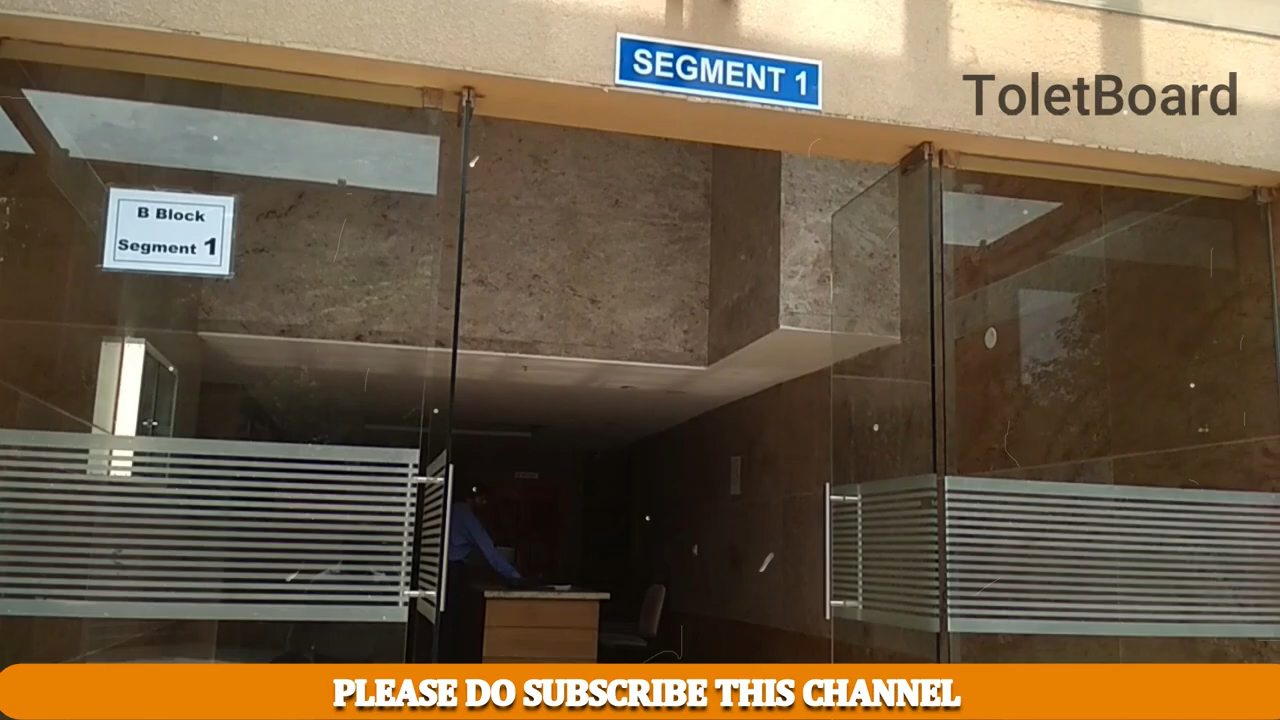 SEGMENT 1
ToletBoard
B Block
Segment 1
PLEASE DO SUBSCRIBE THIS CHANNEL